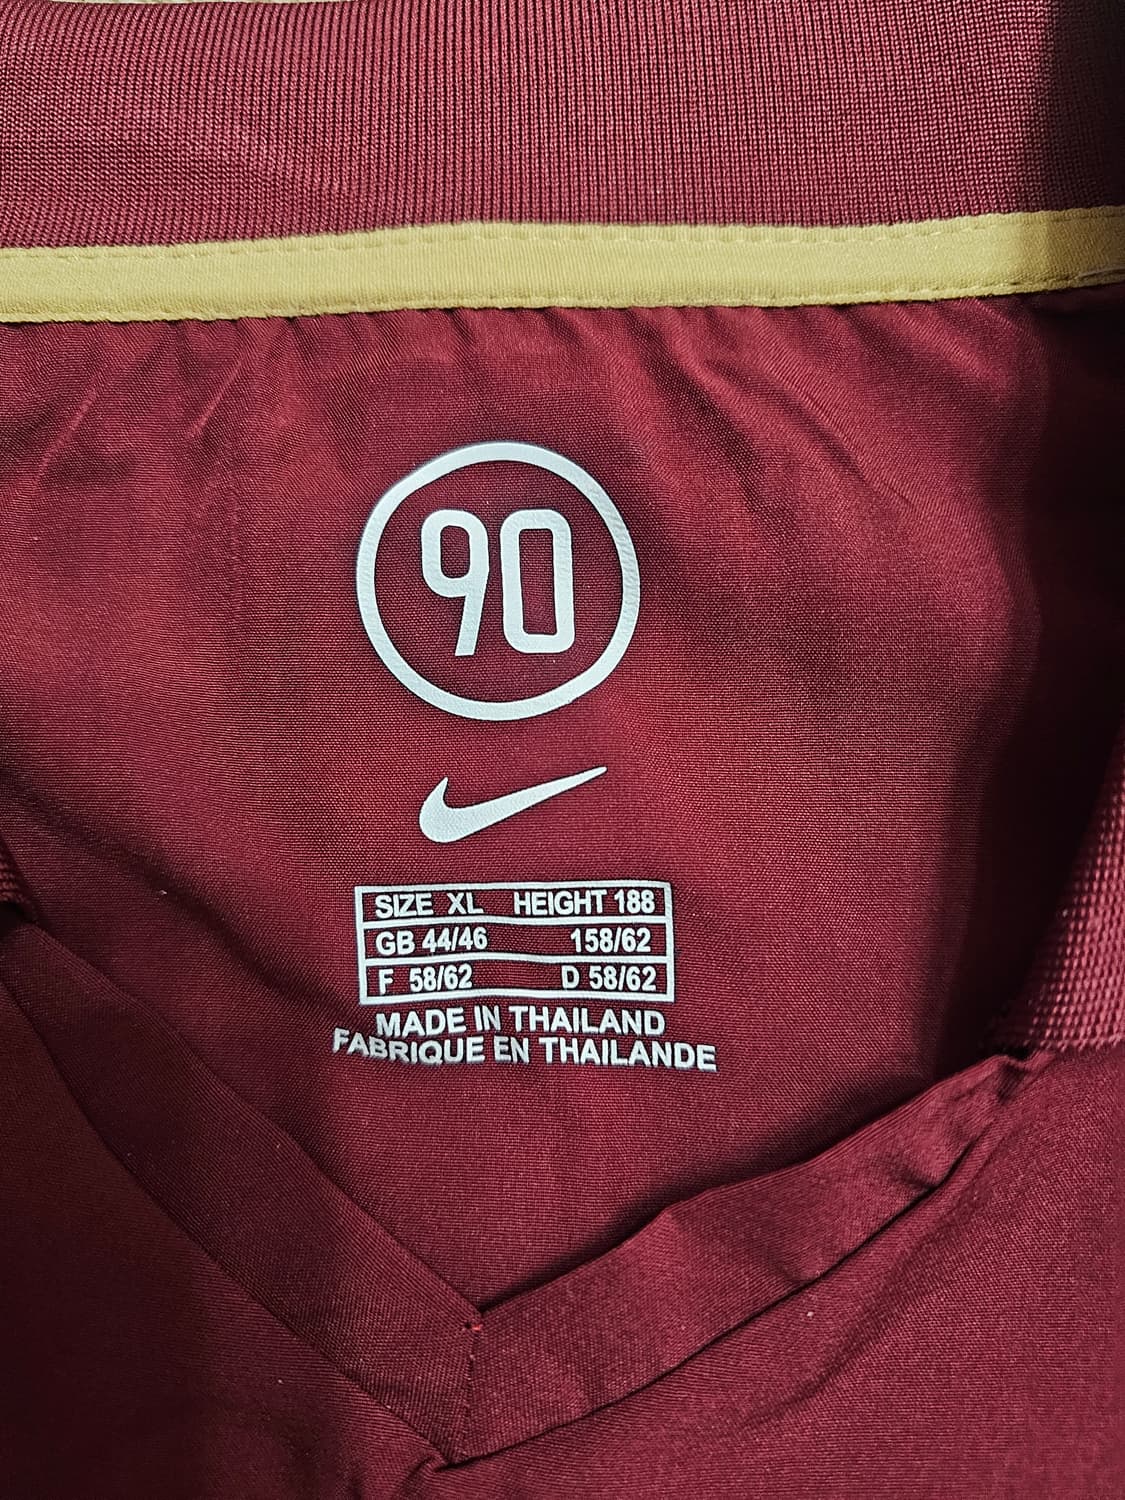 90
SIZE XL HEIGHT 188
GB 44/46 158/62
F 58/62 D 58/62
MADE IN THAILAND
FABRIQUE EN THAILANDE